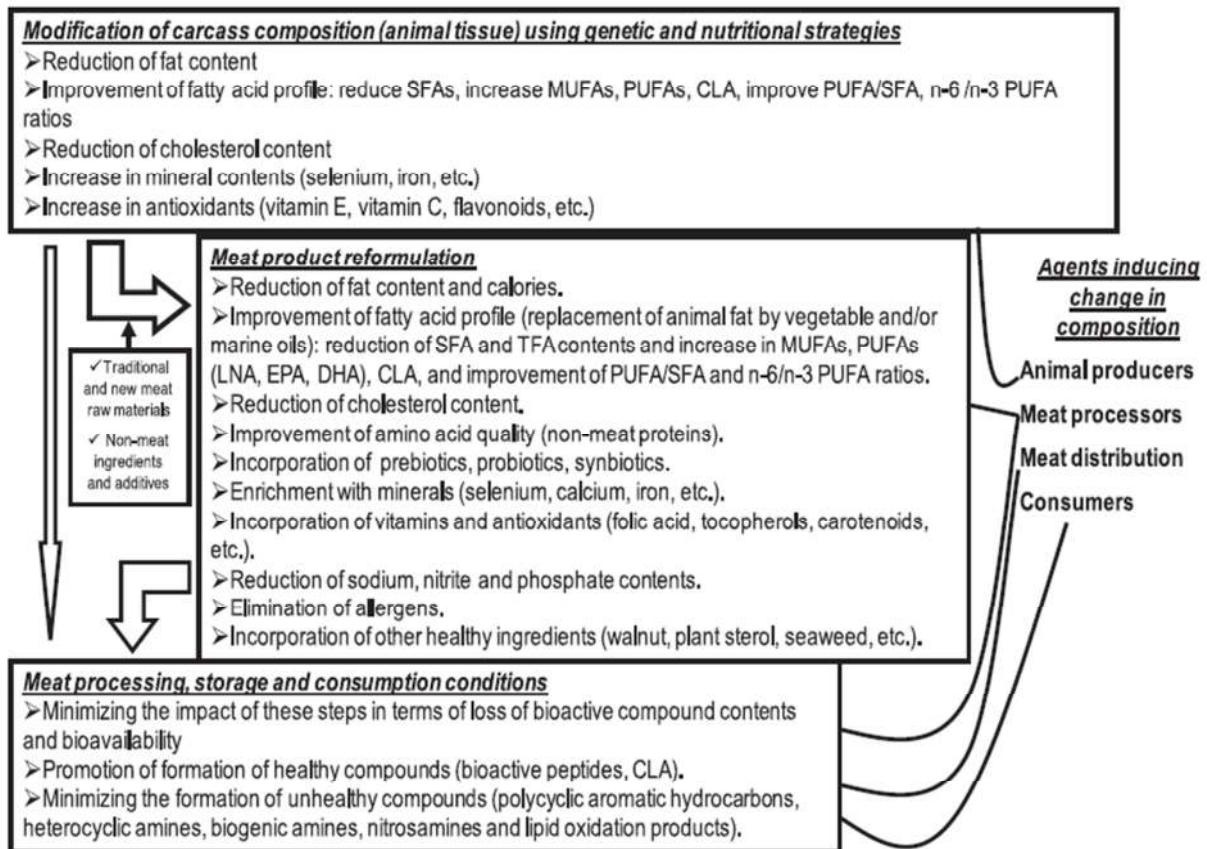 Modification of carcass composition (animal tissue) using genetic and nutritional strategies
➢Reduction of fat content
➢Improvement of fatty acid profile: reduce SFAs, increase MUFAs, PUFAs, CLA, improve PUFA/SFA, n-6 /n-3 PUFA
ratios
➢Reduction of cholesterol content
➢Increase in mineral contents (selenium, iron, etc.)
➢Increase in antioxidants (vitamin E, vitamin C, flavonoids, etc.)
Meat product reformulation
➢Reduction of fat content and calories.
➢Improvement of fatty acid profile (replacement of animal fat by vegetable and/or
marine oils): reduction of SFA and TFA contents and increase in MUFAs, PUFAs
(LNA, EPA, DHA), CLA, and improvement of PUFA/SFA and n-6/n-3 PUFA ratios.
➢Reduction of cholesterol content.
➢Improvement of amino acid quality (non-meat proteins).
➢Incorporation of prebiotics, probiotics, synbiotics.
➢Enrichment with minerals (selenium, calcium, iron, etc.).
➢Incorporation of vitamins and antioxidants (folic acid, tocopherols, carotenoids,
etc.).
➢Reduction of sodium, nitrite and phosphate contents.
➢Elimination of allergens.
➢Incorporation of other healthy ingredients (walnut, plant sterol, seaweed, etc.).
✓Traditional
and new meat
raw materials
✓ Non-meat
ingredients
and additives
Agents inducing
change in
composition
Animal producers
Meat processors
Meat distribution
Consumers
Meat processing, storage and consumption conditions
➢Minimizing the impact of these steps in terms of loss of bioactive compound contents
and bioavailability
➢Promotion of formation of healthy compounds (bioactive peptides, CLA).
➢Minimizing the formation of unhealthy compounds (polycyclic aromatic hydrocarbons,
heterocyclic amines, biogenic amines, nitrosamines and lipid oxidation products).